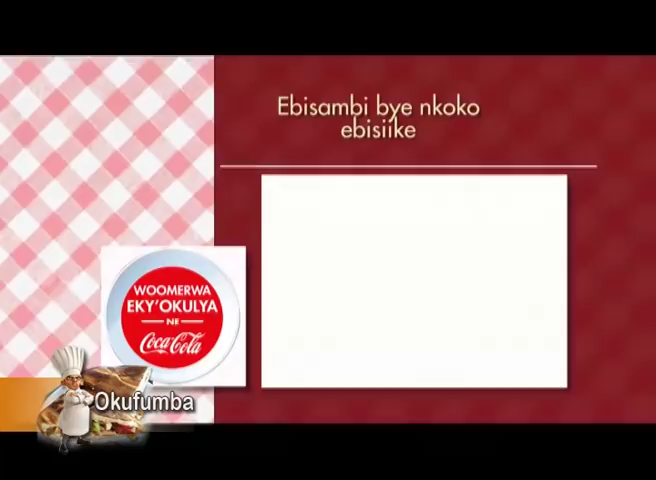 Ebisambi bye nkoko
ebisiike
WOOMERWA
EKY'OKULYA
NE
Coca-Cola
Okufumba